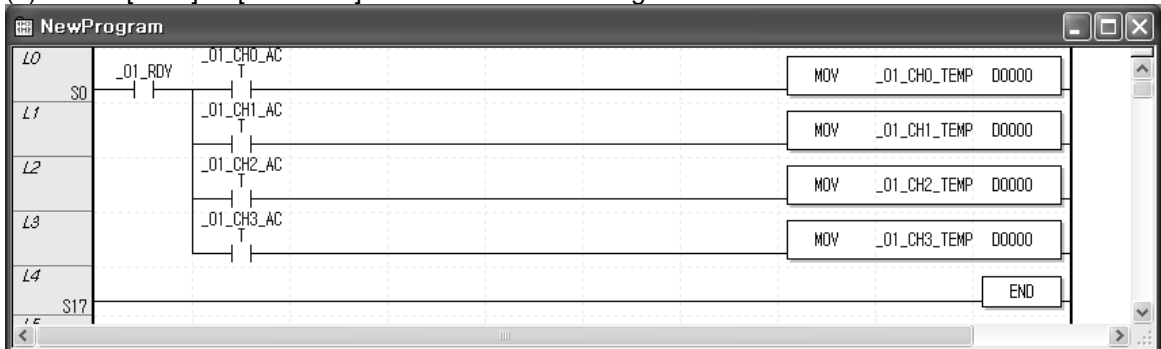 NewProgram
L0
_01_RDY
_01_CH0_AC
T
MOV _01_CH0_TEMP D0000
S0
L1
_01_CH1_AC
T
MOV _01_CH1_TEMP D0000
L2
_01_CH2_AC
T
MOV _01_CH2_TEMP D0000
L3
_01_CH3_AC
T
MOV _01_CH3_TEMP D0000
L4
END
S17